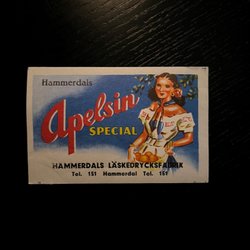 Hammerdals
Apelsin
SPECIAL
HAMMERDALS LÄSKEDRYCKSFABRIK
Tel. 151 Hammerdal Tel. 151